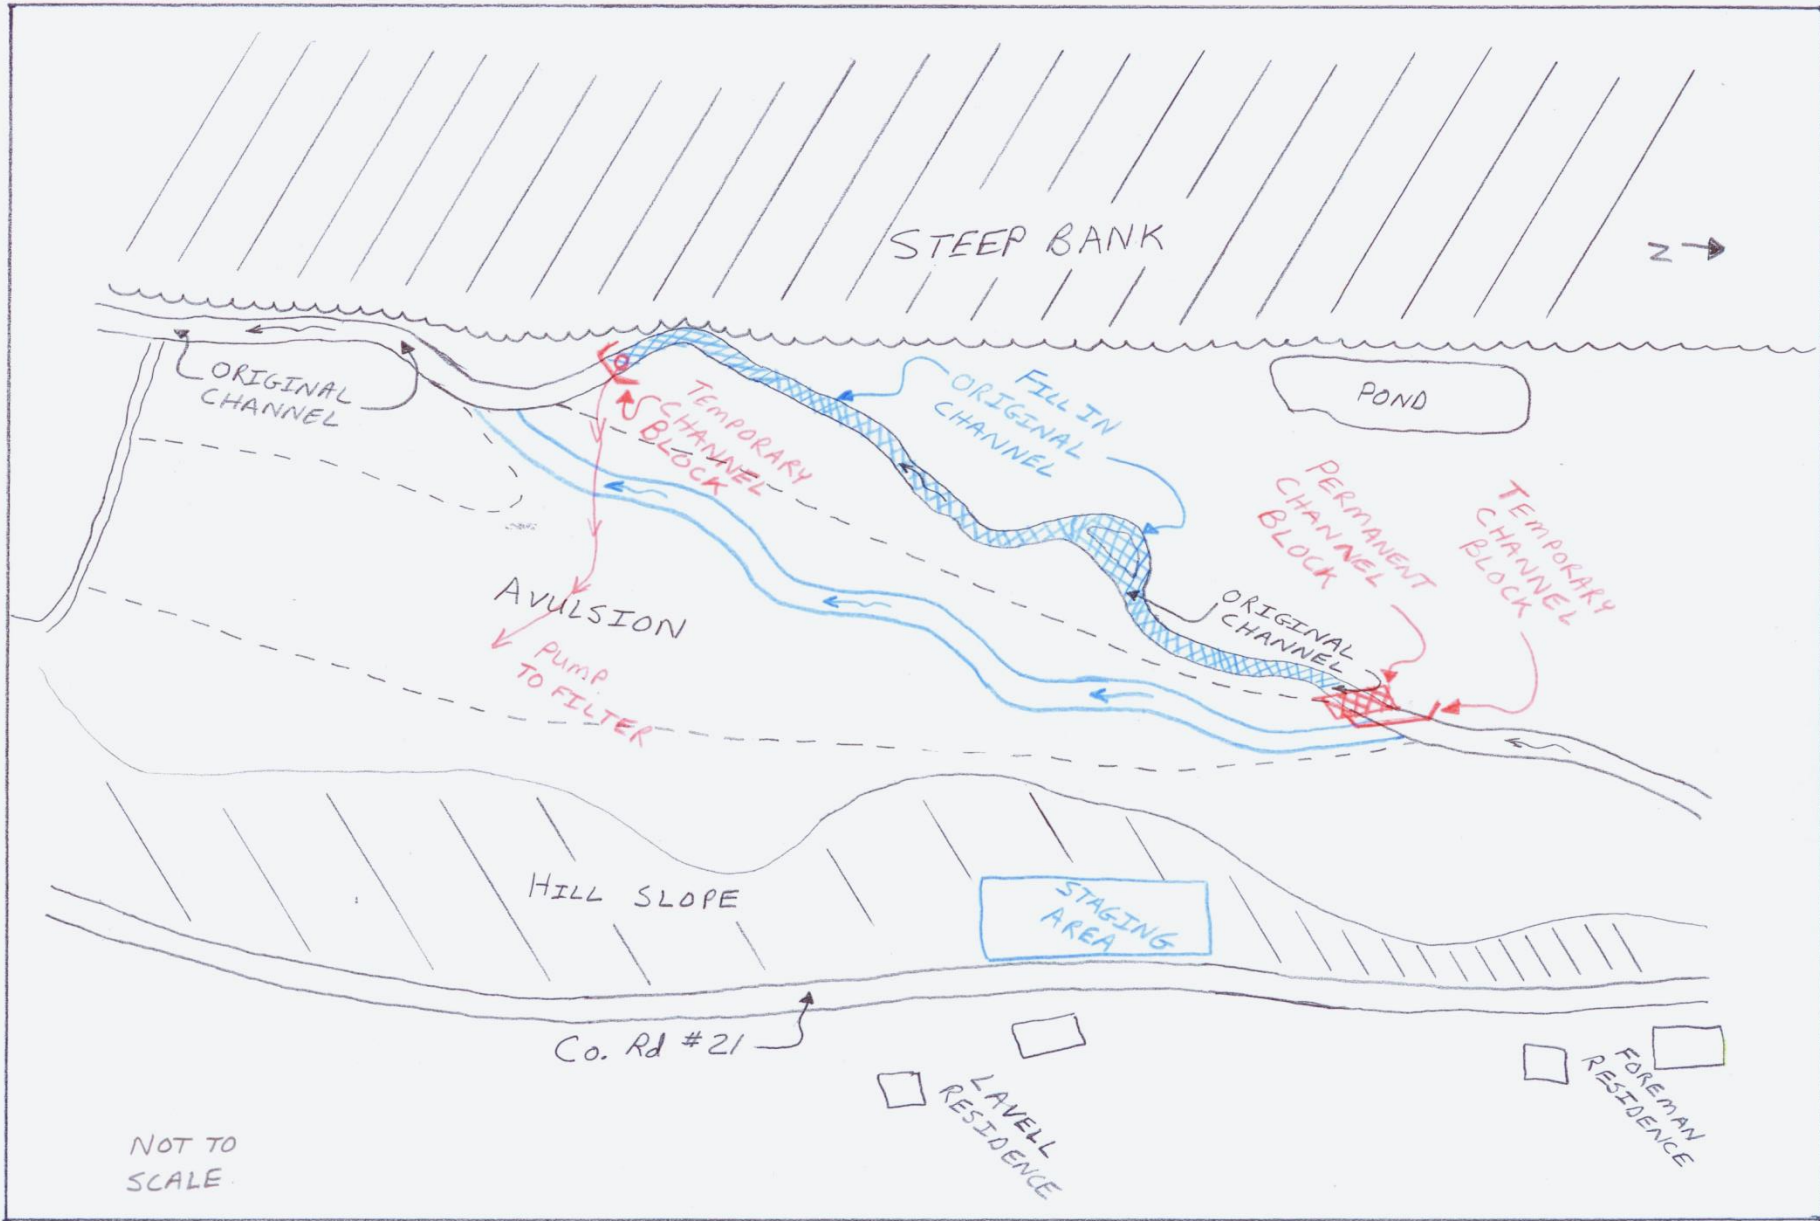 STEEP BANK
N
ORIGINAL
CHANNEL
TEMPORARY
CHANNEL
BLOCK
FILL IN
ORIGINAL
CHANNEL
POND
PERMANENT
CHANNEL
BLOCK
TEMPORARY
CHANNEL
BLOCK
ORIGINAL
CHANNEL
AVULSION
PUMP
TO FILTER
HILL SLOPE
STAGING
AREA
Co. Rd #21
LAVELL
RESIDENCE
FOREMAN
RESIDENCE
NOT TO
SCALE